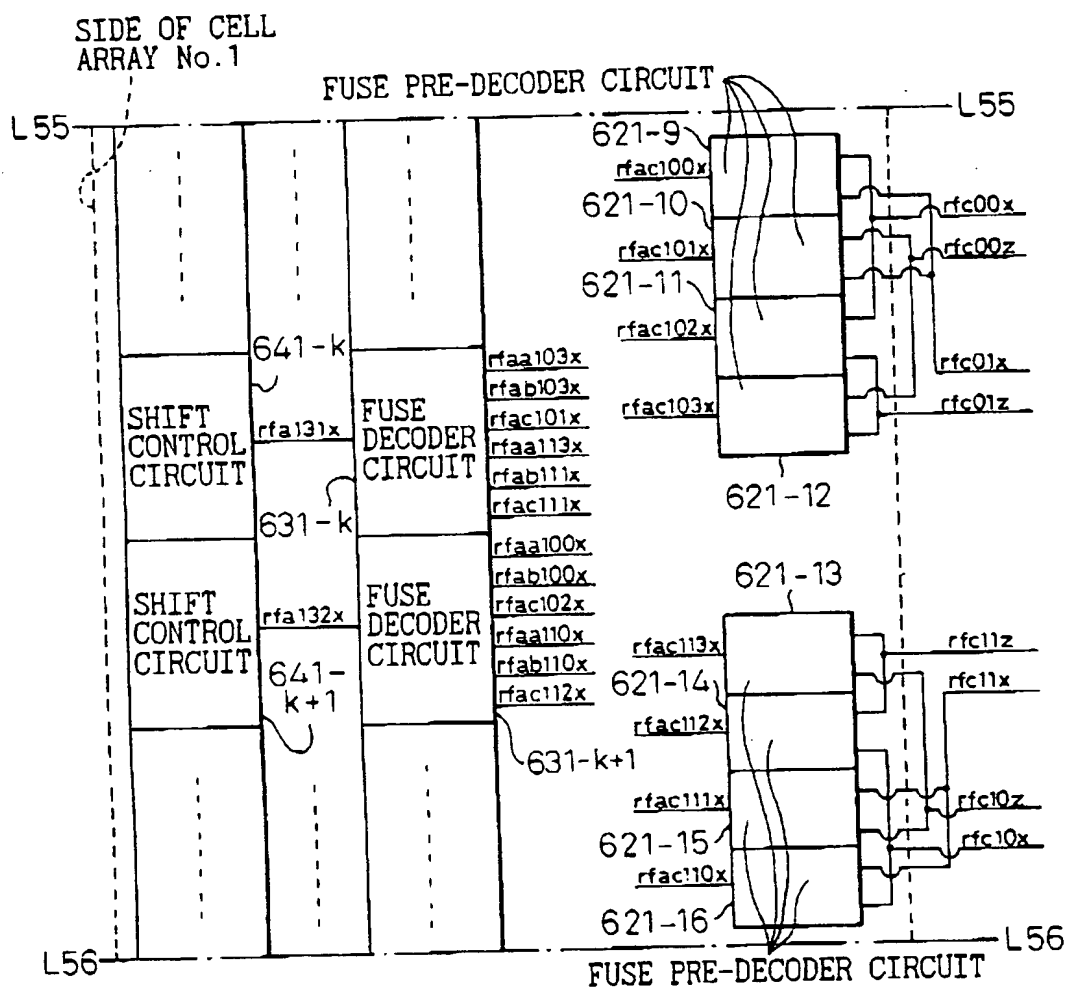 SIDE OF CELL
ARRAY No.1
FUSE PRE-DECODER CIRCUIT
L55
L55
621-9
rfac100x
621-10
rfac101x
621-11
rfac102x
rfac103x
621-12
rfc00x
rfc00z
rfc01x
rfc01z
641-k
SHIFT
CONTROL
CIRCUIT
rfa131x
631-k
FUSE
DECODER
CIRCUIT
rfaa103x
rfab103x
rfac101x
rfaa113x
rfab111x
rfac111x
SHIFT
CONTROL
CIRCUIT
rfa132x
641-
k+1
FUSE
DECODER
CIRCUIT
rfaa100x
rfab100x
rfac102x
rfaa110x
rfab110x
rfac112x
631-k+1
621-13
rfac113x
621-14
rfac112x
rfac111x
621-15
rfac110x
621-16
rfc11z
rfc11x
rfc10z
rfc10x
L56
L56
FUSE PRE-DECODER CIRCUIT